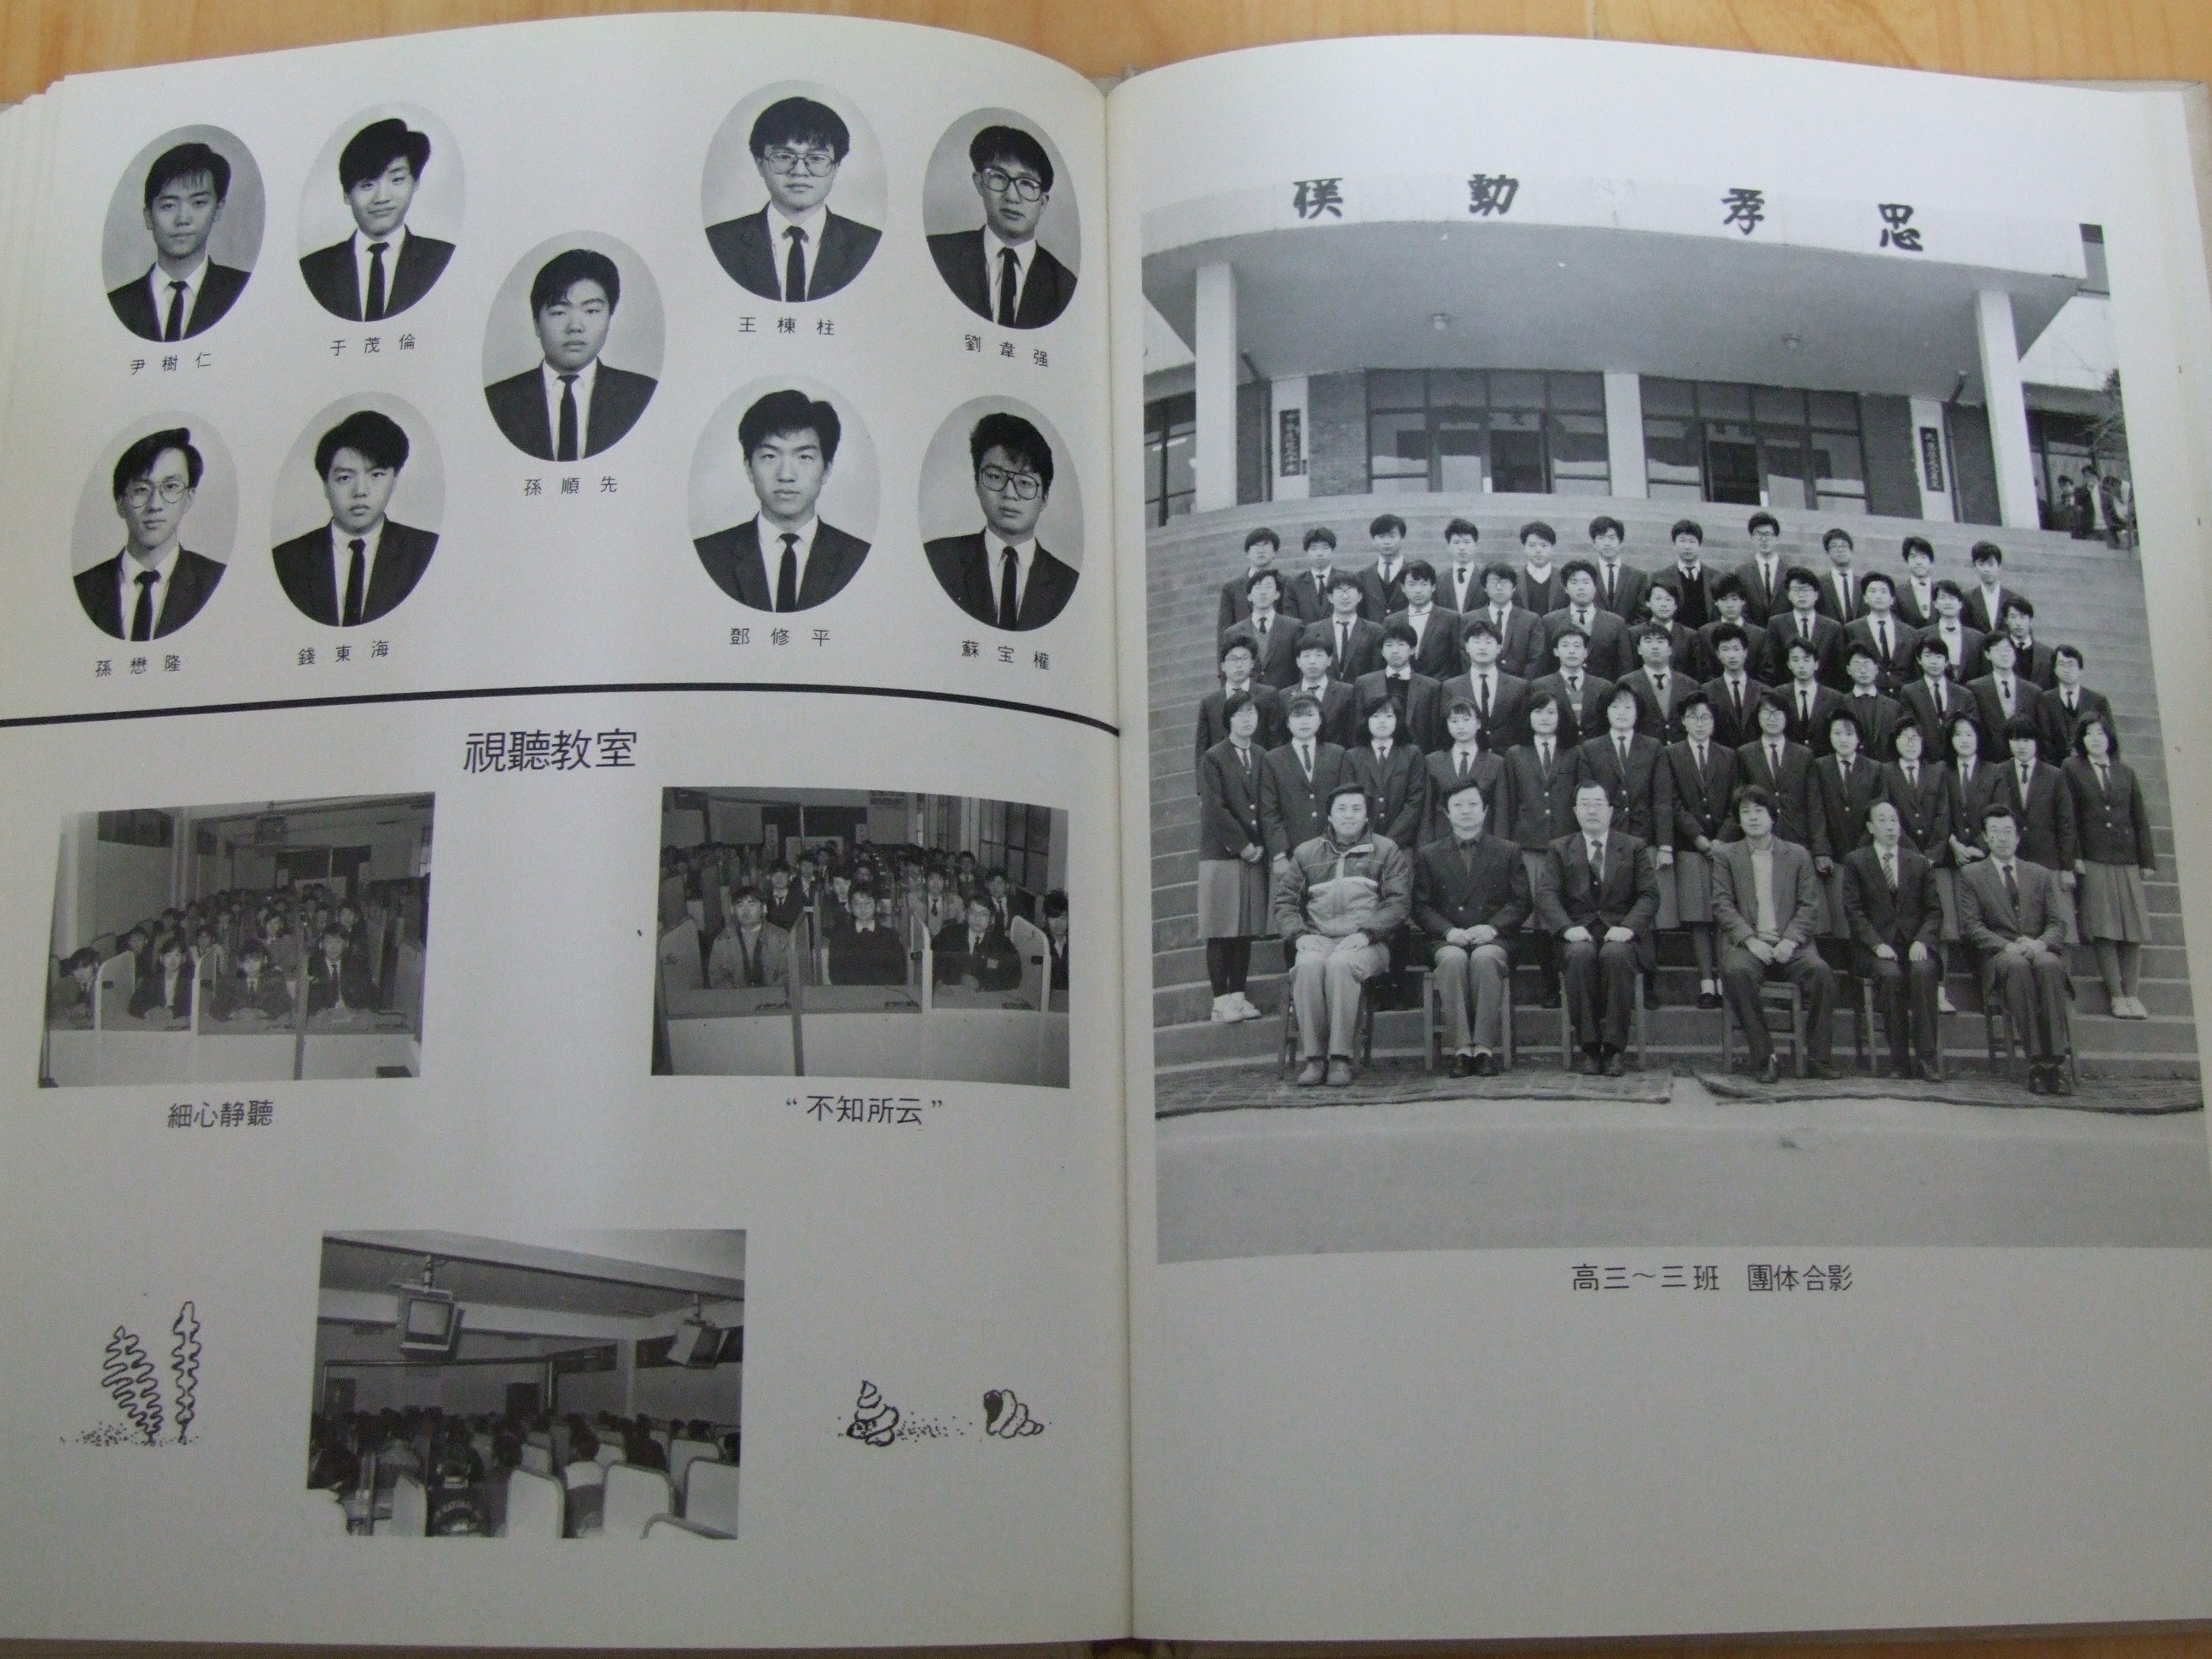 尹樹仁
于茂倫
孫順先
王棟柱
劉韋强
孫懋隆
錢東海
鄧修平
蘇宝權
視聽教室
細心静聽
“不知所云”
樸 勤 孝 忠
高三～三班 團体合影